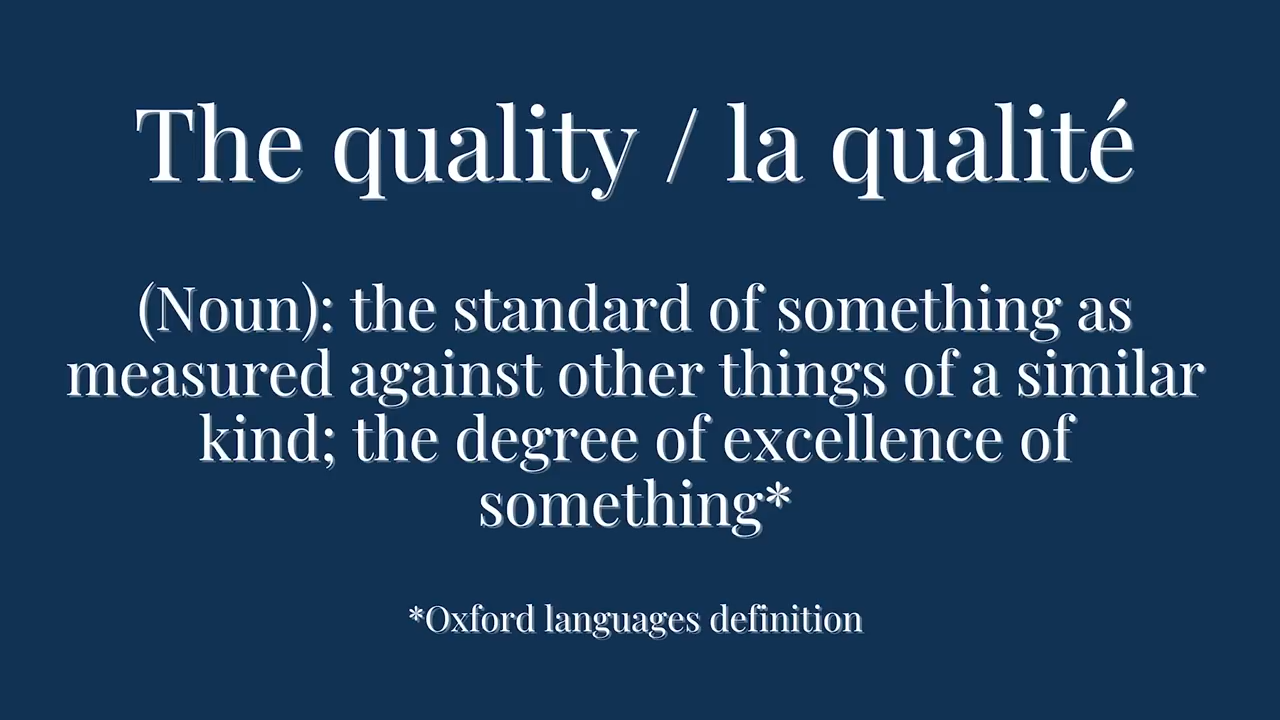 The quality / la qualité
(Noun): the standard of something as
measured against other things of a similar
kind; the degree of excellence of
something*
*Oxford languages definition